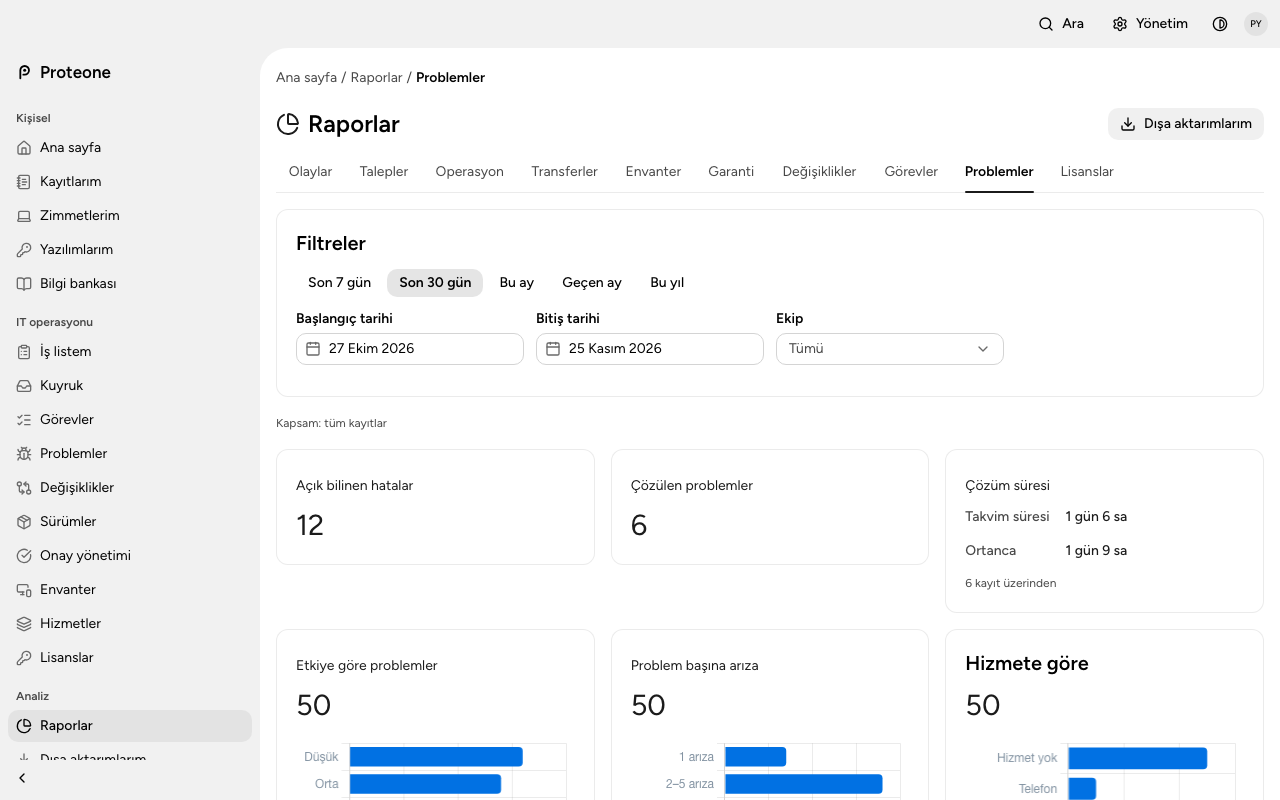 Ara
Yönetim
PY
Proteone
Kişisel
Ana sayfa
Kayıtlarım
Zimmetlerim
Yazılımlarım
Bilgi bankası
IT operasyonu
İş listem
Kuyruk
Görevler
Problemler
Değişiklikler
Sürümler
Onay yönetimi
Envanter
Hizmetler
Lisanslar
Analiz
Raporlar
Dışa aktarımlarım
Ana sayfa / Raporlar / Problemler
Raporlar
Dışa aktarımlarım
Olaylar Talepler Operasyon Transferler Envanter Garanti Değişiklikler Görevler Problemler Lisanslar
Filtreler
Son 7 gün Son 30 gün Bu ay Geçen ay Bu yıl
Başlangıç tarihi Bitiş tarihi Ekip
27 Ekim 2026 25 Kasım 2026 Tümü
Kapsam: tüm kayıtlar
Açık bilinen hatalar
12
Çözülen problemler
6
Çözüm süresi
Takvim süresi 1 gün 6 sa
Ortanca 1 gün 9 sa
6 kayıt üzerinden
Etkiye göre problemler
50
Düşük
Orta
Problem başına arıza
50
1 arıza
2–5 arıza
Hizmete göre
50
Hizmet yok
Telefon